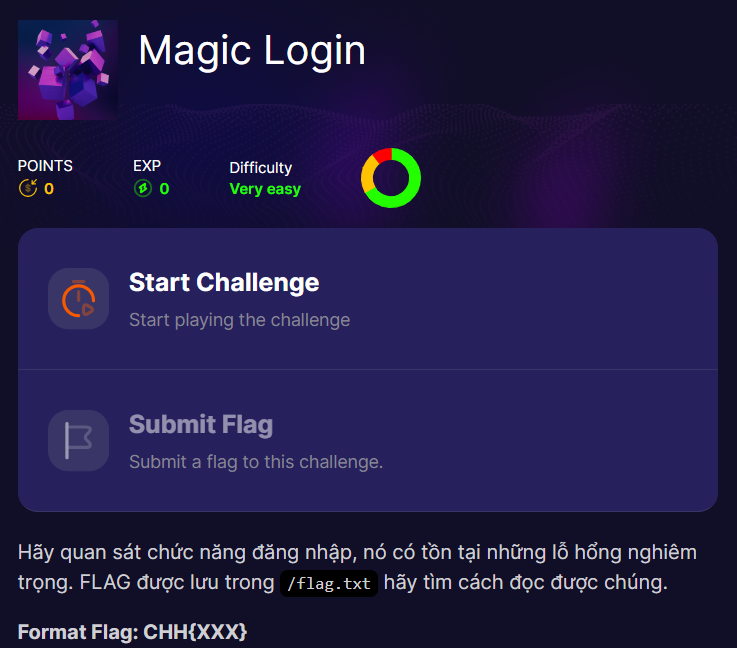 Magic Login
POINTS EXP Difficulty
0 0 Very easy
Start Challenge
Start playing the challenge
Submit Flag
Submit a flag to this challenge.
Hãy quan sát chức năng đăng nhập, nó có tồn tại những lỗ hổng nghiêm
trọng. FLAG được lưu trong /flag.txt hãy tìm cách đọc được chúng.
Format Flag: CHH{XXX}